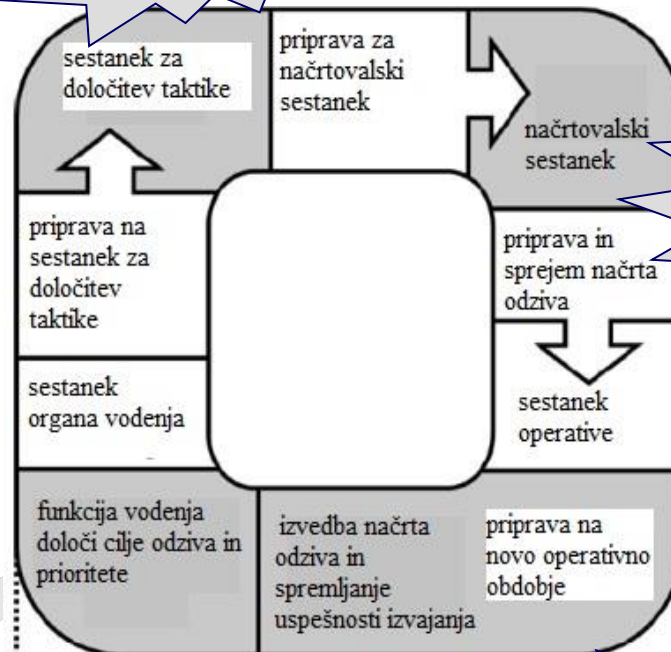 sestanek za
določitev taktike
priprava za
načrtovalski
sestanek
načrtovalski
sestanek
priprava na
sestanek za
določitev
taktike
priprava in
sprejem načrta
odziva
sestanek
organa vodenja
sestanek
operative
funkcija vodenja
določi cilje odziva in
prioritete
izvedba načrta
odziva in
spremljanje
uspešnosti izvajanja
priprava na
novo operativno
obdobje